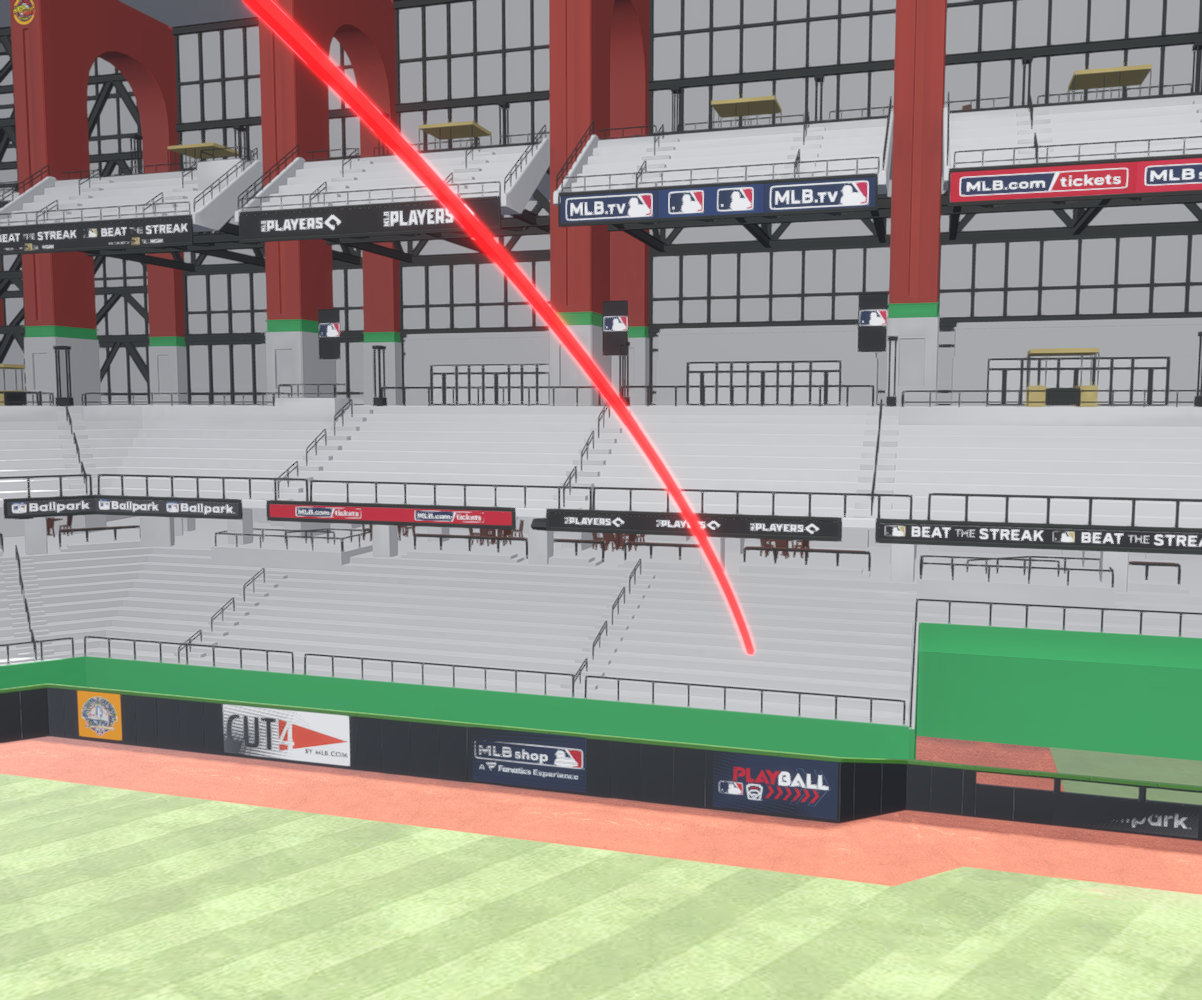 MLB.com/tickets
MLB
MLB.TV MLB.TV
PLAYERS PLAYERS
BEAT THE STREAK BEAT THE STREAK
Ballpark Ballpark Ballpark.
MLB.com/tickets MLB.com/tickets
PLAYERS PLAYERS PLAYERS
BEAT THE STREAK BEAT THE
CUT4
BY MLB.COM
MLB shop
A Fanatics Experience
PLAY BALL
park.